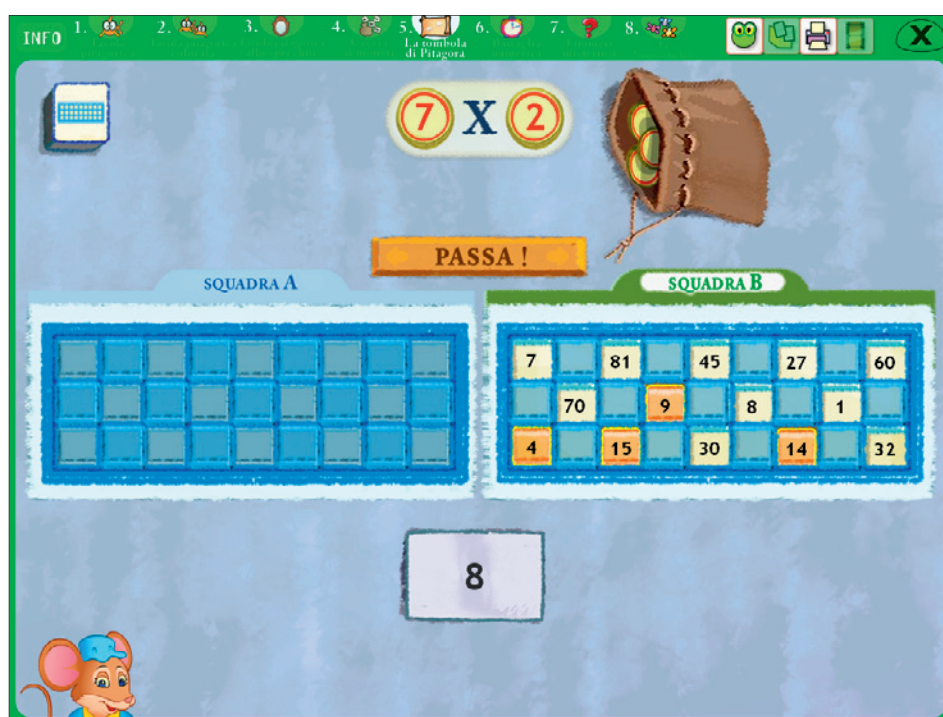 INFO 1. 2. 3. 4. 5. 6. 7. 8. X
La tombola
di Pitagora
7 X 2
PASSA !
SQUADRA A
SQUADRA B
7 81 45 27 60
70 9 8 1
4 15 30 14 32
8